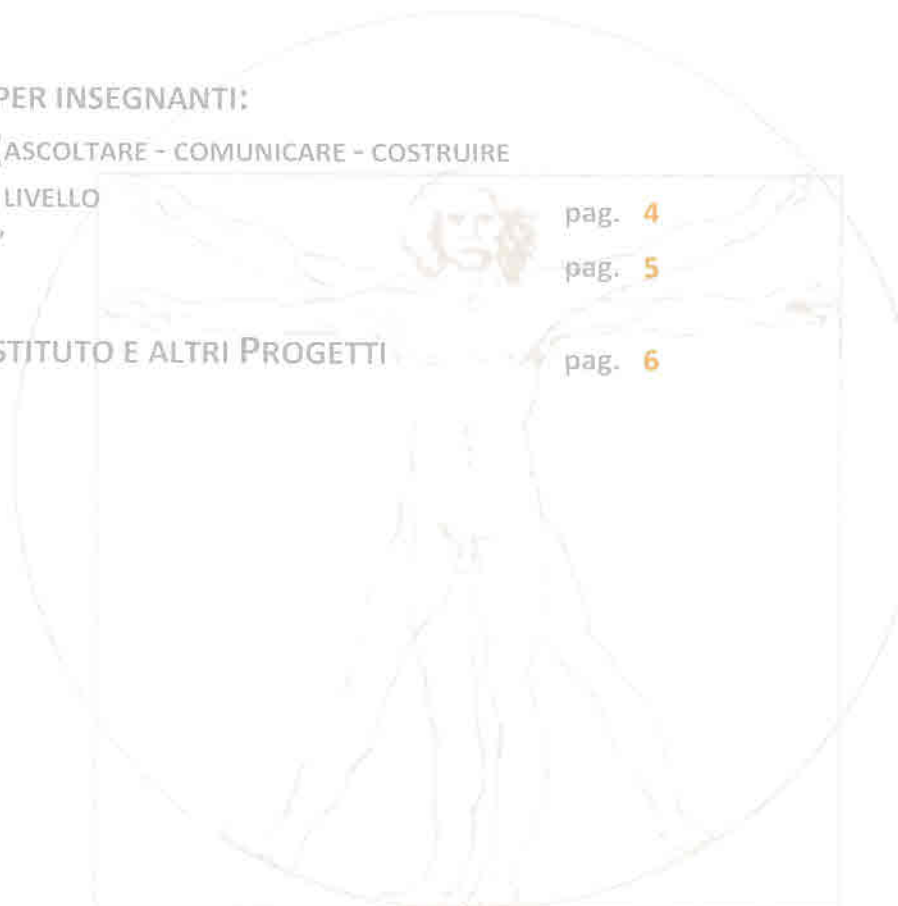 PER INSEGNANTI:
ASCOLTARE - COMUNICARE - COSTRUIRE
LIVELLO pag. 4
pag. 5
STITUTO E ALTRI PROGETTI pag. 6